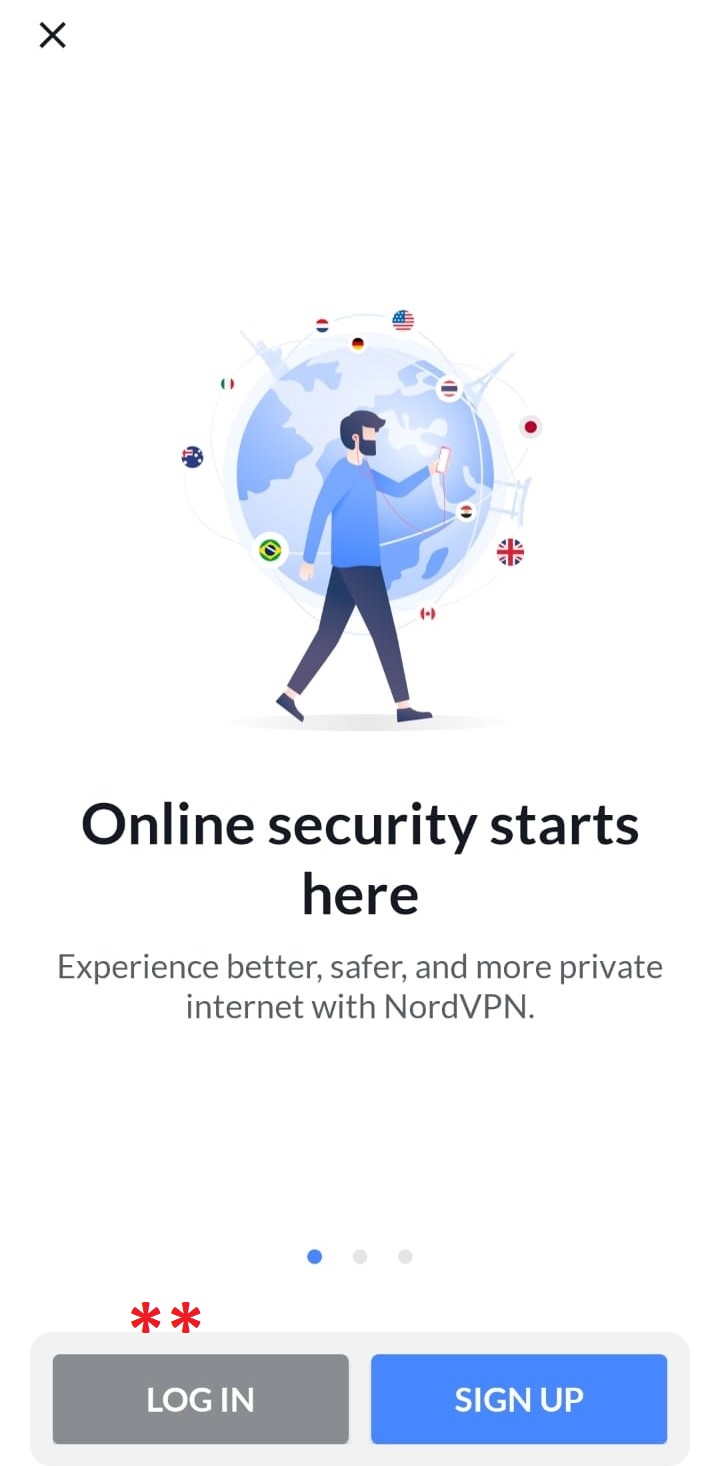 Online security starts
here
Experience better, safer, and more private
internet with NordVPN.
**
LOG IN
SIGN UP